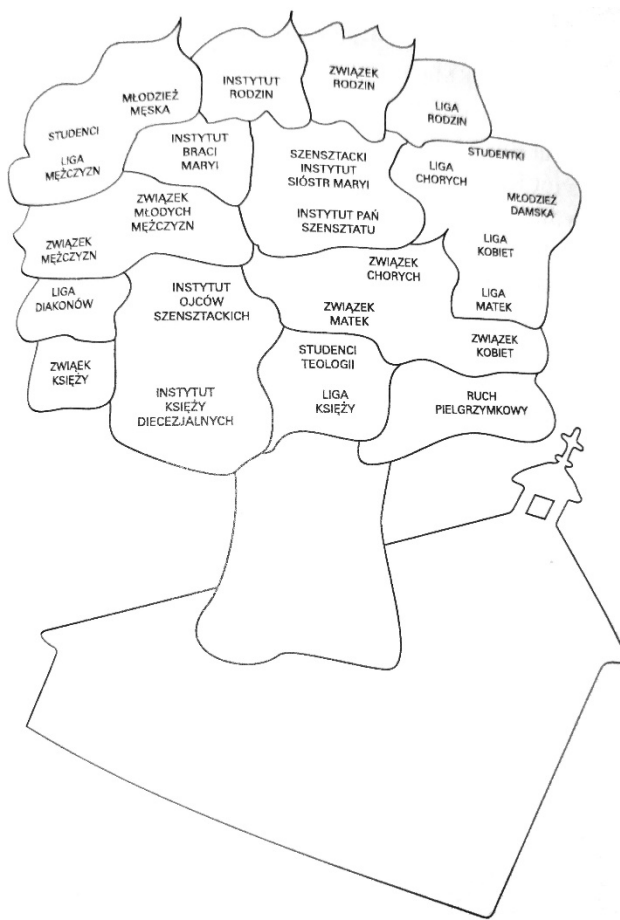 MŁODZIEŻ
MĘSKA
STUDENCI
LIGA
MĘŻCZYZN
INSTYTUT
RODZIN
ZWIĄZEK
RODZIN
LIGA
RODZIN
INSTYTUT
BRACI
MARYI
SZENSZTACKI
INSTYTUT
SIÓSTR MARYI
INSTYTUT PAŃ
SZENSZTATU
STUDENTKI
LIGA
CHORYCH
MŁODZIEŻ
DAMSKA
LIGA
KOBIET
LIGA
MATEK
ZWIĄZEK
MŁODYCH
MĘŻCZYZN
ZWIĄZEK
MĘŻCZYZN
ZWIĄZEK
CHORYCH
ZWIĄZEK
MATEK
ZWIĄZEK
KOBIET
LIGA
DIAKONÓW
INSTYTUT
OJCÓW
SZENSZTACKICH
ZWIĄEK
KSIĘŻY
INSTYTUT
KSIĘŻY
DIECEZJALNYCH
STUDENCI
TEOLOGII
LIGA
KSIĘŻY
RUCH
PIELGRZYMKOWY